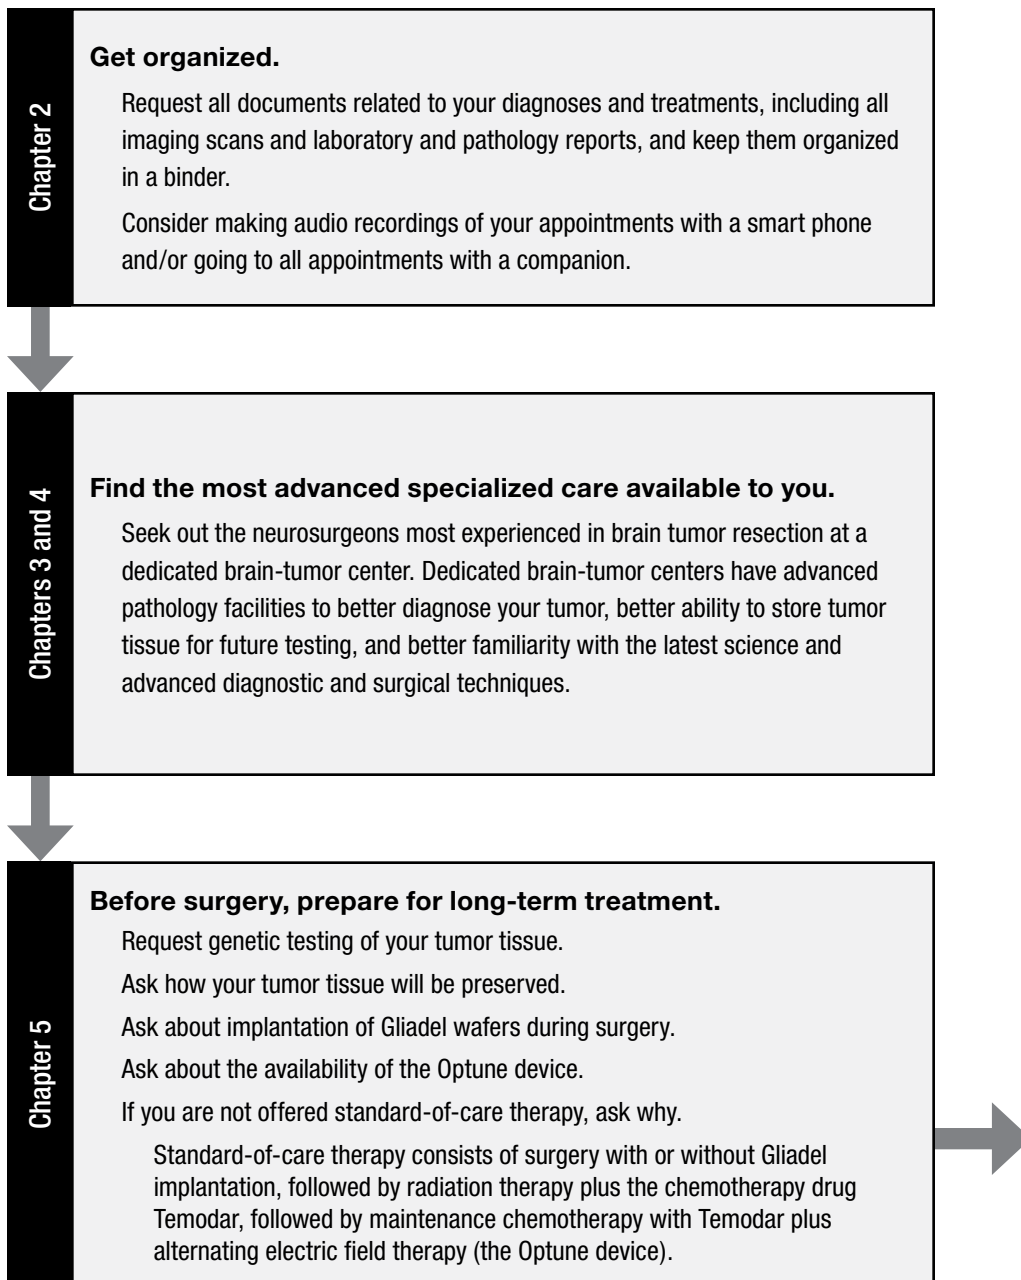 Chapter 2
Get organized.
Request all documents related to your diagnoses and treatments, including all
imaging scans and laboratory and pathology reports, and keep them organized
in a binder.
Consider making audio recordings of your appointments with a smart phone
and/or going to all appointments with a companion.
Chapters 3 and 4
Find the most advanced specialized care available to you.
Seek out the neurosurgeons most experienced in brain tumor resection at a
dedicated brain-tumor center. Dedicated brain-tumor centers have advanced
pathology facilities to better diagnose your tumor, better ability to store tumor
tissue for future testing, and better familiarity with the latest science and
advanced diagnostic and surgical techniques.
Chapter 5
Before surgery, prepare for long-term treatment.
Request genetic testing of your tumor tissue.
Ask how your tumor tissue will be preserved.
Ask about implantation of Gliadel wafers during surgery.
Ask about the availability of the Optune device.
If you are not offered standard-of-care therapy, ask why.
Standard-of-care therapy consists of surgery with or without Gliadel
implantation, followed by radiation therapy plus the chemotherapy drug
Temodar, followed by maintenance chemotherapy with Temodar plus
alternating electric field therapy (the Optune device).